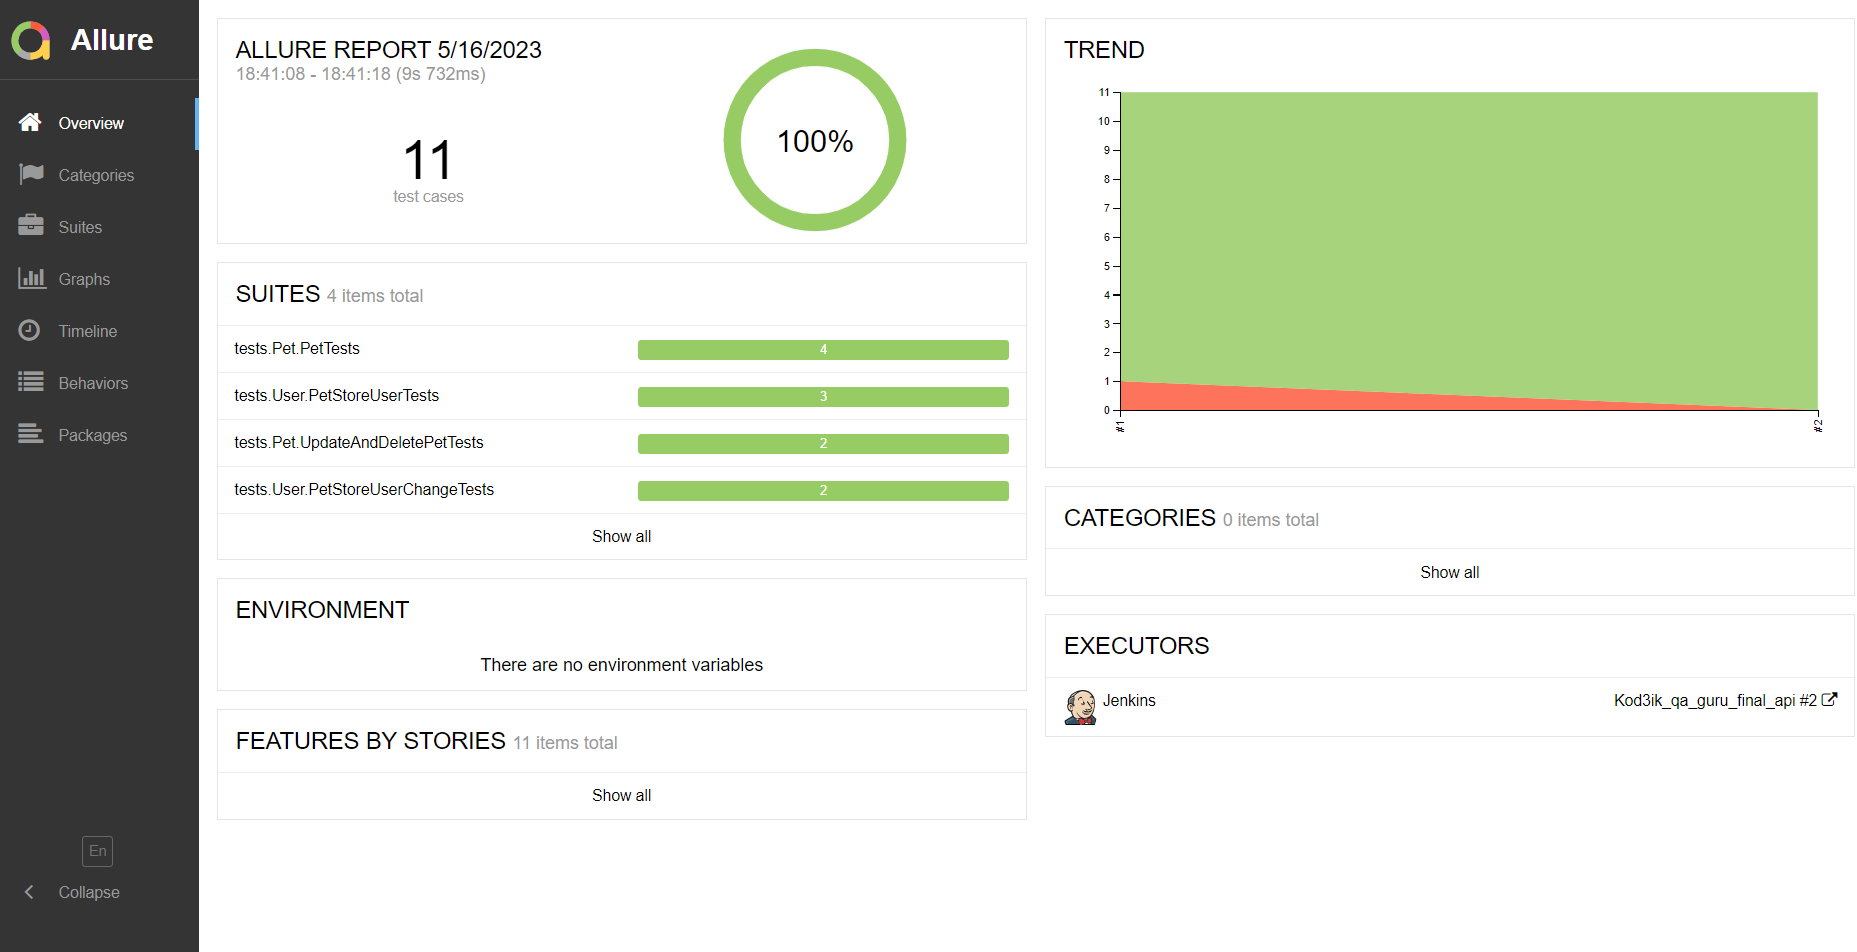 Allure
Overview
Categories
Suites
Graphs
Timeline
Behaviors
Packages
En
Collapse
ALLURE REPORT 5/16/2023
18:41:08 - 18:41:18 (9s 732ms)
11
test cases
100%
SUITES 4 items total
tests.Pet.PetTests 4
tests.User.PetStoreUserTests 3
tests.Pet.UpdateAndDeletePetTests 2
tests.User.PetStoreUserChangeTests 2
Show all
ENVIRONMENT
There are no environment variables
FEATURES BY STORIES 11 items total
Show all
TREND
11
10
9
8
7
6
5
4
3
2
1
0
#1 #2
CATEGORIES 0 items total
Show all
EXECUTORS
Jenkins Kod3ik_qa_guru_final_api #2